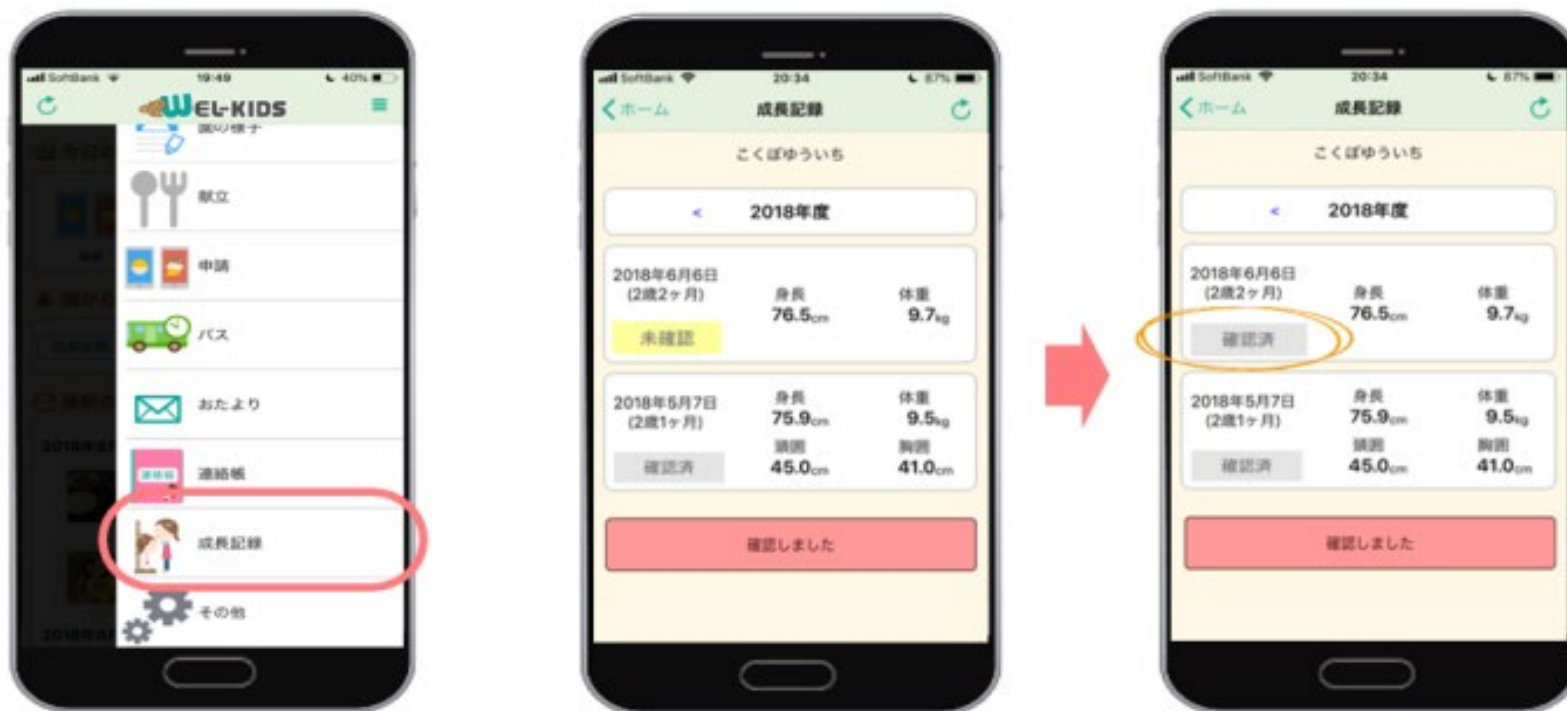 SoftBank 19:49 40%
WEL-KIDS
園の様子
献立
申請
バス
おたより
連絡帳
連絡帳
成長記録
その他
SoftBank 20:34 87%
ホーム 成長記録
こくぼゆういち
< 2018年度
2018年6月6日
(2歳2ヶ月)
身長 体重
76.5cm 9.7kg
未確認
2018年5月7日
(2歳1ヶ月)
身長 体重
75.9cm 9.5kg
頭囲 胸囲
45.0cm 41.0cm
確認済
確認しました
SoftBank 20:34 87%
ホーム 成長記録
こくぼゆういち
< 2018年度
2018年6月6日
(2歳2ヶ月)
身長 体重
76.5cm 9.7kg
確認済
2018年5月7日
(2歳1ヶ月)
身長 体重
75.9cm 9.5kg
頭囲 胸囲
45.0cm 41.0cm
確認済
確認しました